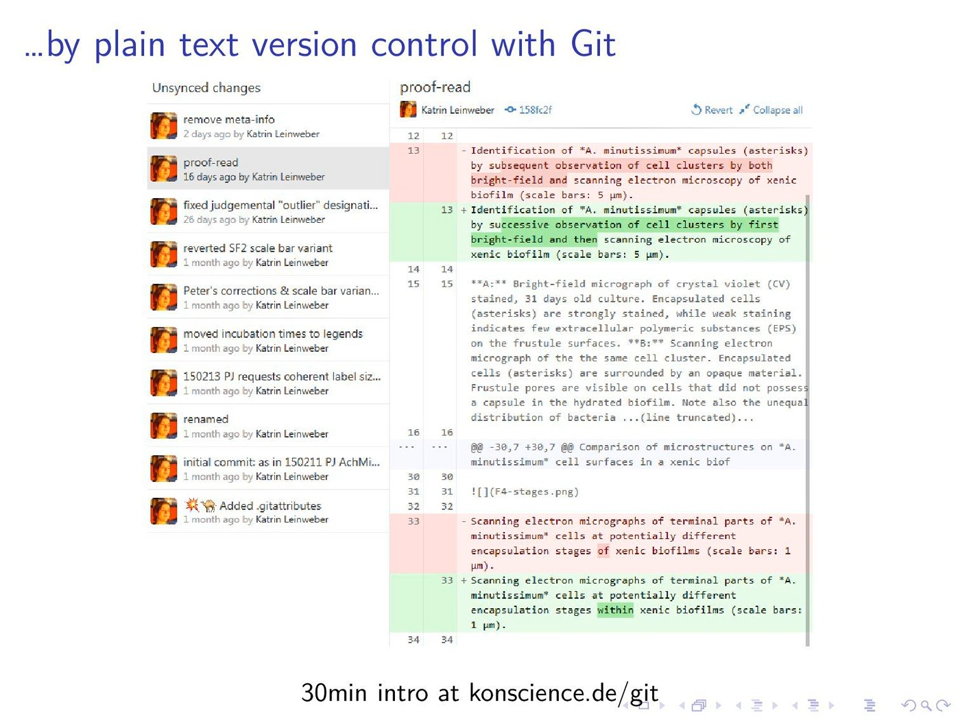 ...by plain text version control with Git
Unsynced changes
remove meta-info
2 days ago by Katrin Leinweber
proof-read
16 days ago by Katrin Leinweber
fixed judgemental "outlier" designati...
26 days ago by Katrin Leinweber
reverted SF2 scale bar variant
1 month ago by Katrin Leinweber
Peter's corrections & scale bar varian...
1 month ago by Katrin Leinweber
moved incubation times to legends
1 month ago by Katrin Leinweber
150213 PJ requests coherent label siz...
1 month ago by Katrin Leinweber
renamed
1 month ago by Katrin Leinweber
initial commit: as in 150211 PJ AchMi...
1 month ago by Katrin Leinweber
💥🐫 Added .gitattributes
1 month ago by Katrin Leinweber
proof-read
Katrin Leinweber 158fc2f Revert Collapse all
12 12
13 - Identification of *A. minutissimum* capsules (asterisks)
by subsequent observation of cell clusters by both
bright-field and scanning electron microscopy of xenic
biofilm (scale bars: 5 µm).
13 + Identification of *A. minutissimum* capsules (asterisks)
by successive observation of cell clusters by first
bright-field and then scanning electron microscopy of
xenic biofilm (scale bars: 5 µm).
14 14
15 15 **A:** Bright-field micrograph of crystal violet (CV)
stained, 31 days old culture. Encapsulated cells
(asterisks) are strongly stained, while weak staining
indicates few extracellular polymeric substances (EPS)
on the frustule surfaces. **B:** Scanning electron
micrograph of the the same cell cluster. Encapsulated
cells (asterisks) are surrounded by an opaque material.
Frustule pores are visible on cells that did not possess
a capsule in the hydrated biofilm. Note also the unequal
distribution of bacteria ...(line truncated)...
16 16
... ... @@ -30,7 +30,7 @@ Comparison of microstructures on *A.
minutissimum* cell surfaces in a xenic biof
30 30
31 31 ![](F4-stages.png)
32 32
33 - Scanning electron micrographs of terminal parts of *A.
minutissimum* cells at potentially different
encapsulation stages of xenic biofilms (scale bars: 1
µm).
33 + Scanning electron micrographs of terminal parts of *A.
minutissimum* cells at potentially different
encapsulation stages within xenic biofilms (scale bars:
1 µm).
34 34
30min intro at konscience.de/git